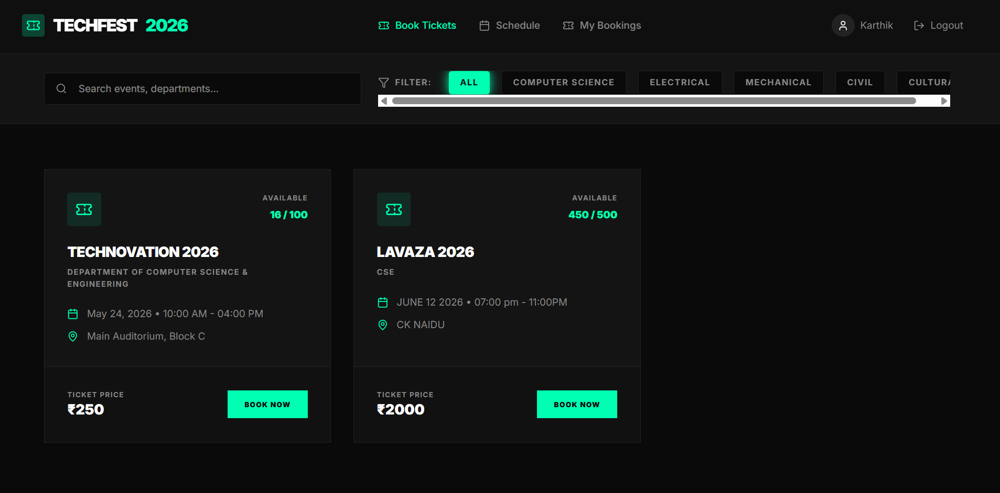 TECHFEST 2026
Book Tickets
Schedule
My Bookings
Karthik
Logout
Search events, departments...
FILTER:
ALL
COMPUTER SCIENCE
ELECTRICAL
MECHANICAL
CIVIL
CULTURA
AVAILABLE
16 / 100
TECHNOVATION 2026
DEPARTMENT OF COMPUTER SCIENCE &
ENGINEERING
May 24, 2026 • 10:00 AM - 04:00 PM
Main Auditorium, Block C
TICKET PRICE
₹250
BOOK NOW
AVAILABLE
450 / 500
LAVAZA 2026
CSE
JUNE 12 2026 • 07:00 pm - 11:00PM
CK NAIDU
TICKET PRICE
₹2000
BOOK NOW